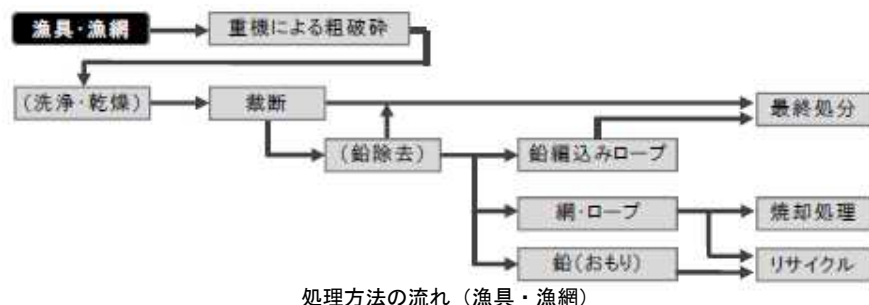 漁具・漁網
重機による粗破砕
(洗浄・乾燥)
裁断
最終処分
(鉛除去)
鉛編込みロープ
網・ロープ
焼却処理
鉛(おもり)
リサイクル
処理方法の流れ（漁具・漁網）